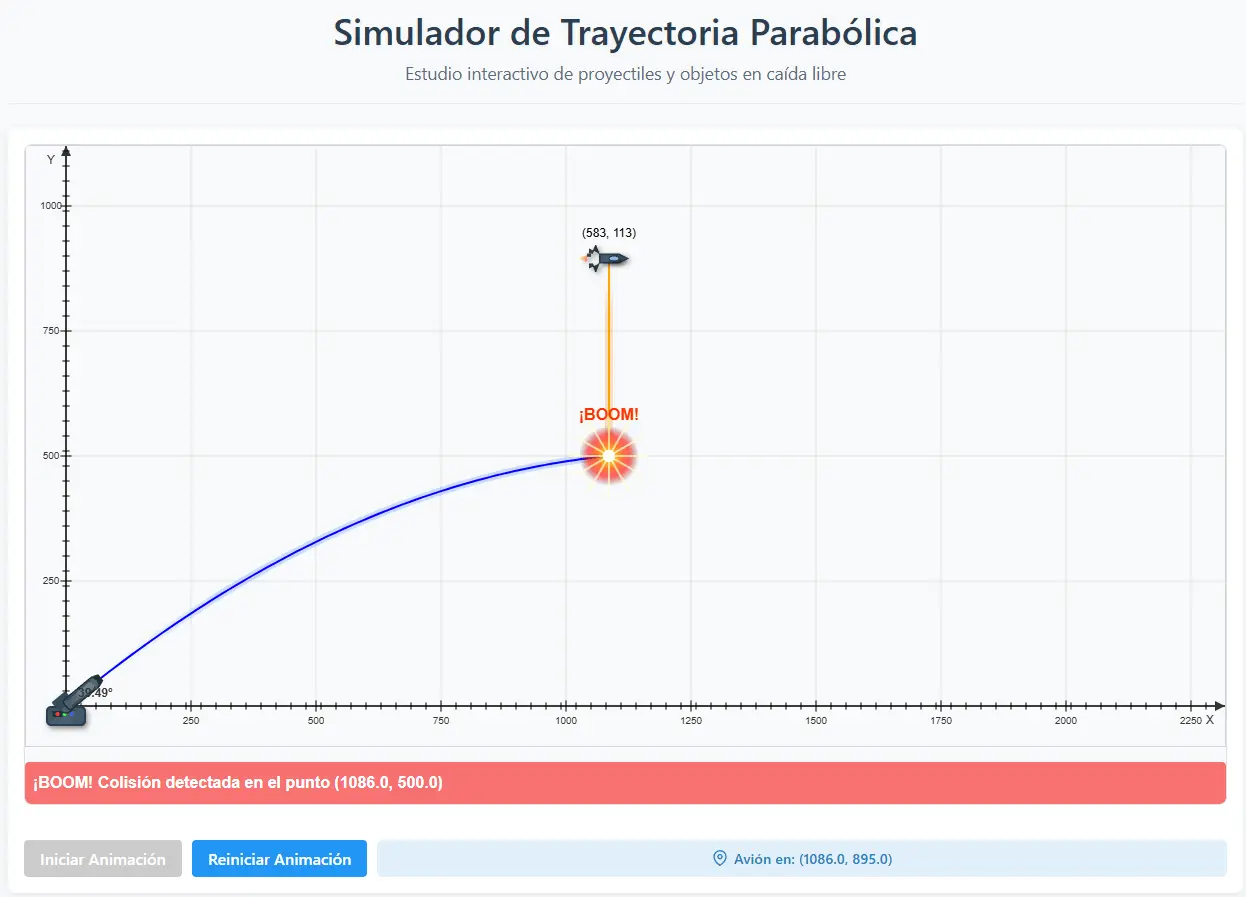 Simulador de Trayectoria Parabólica
Estudio interactivo de proyectiles y objetos en caída libre
Y
1000
(583, 113)
750
¡BOOM!
500
250
250 500 750 1000 1250 1500 1750 2000 2250 X
¡BOOM! Colisión detectada en el punto (1086.0, 500.0)
Iniciar Animación
Reiniciar Animación
Avión en: (1086.0, 895.0)